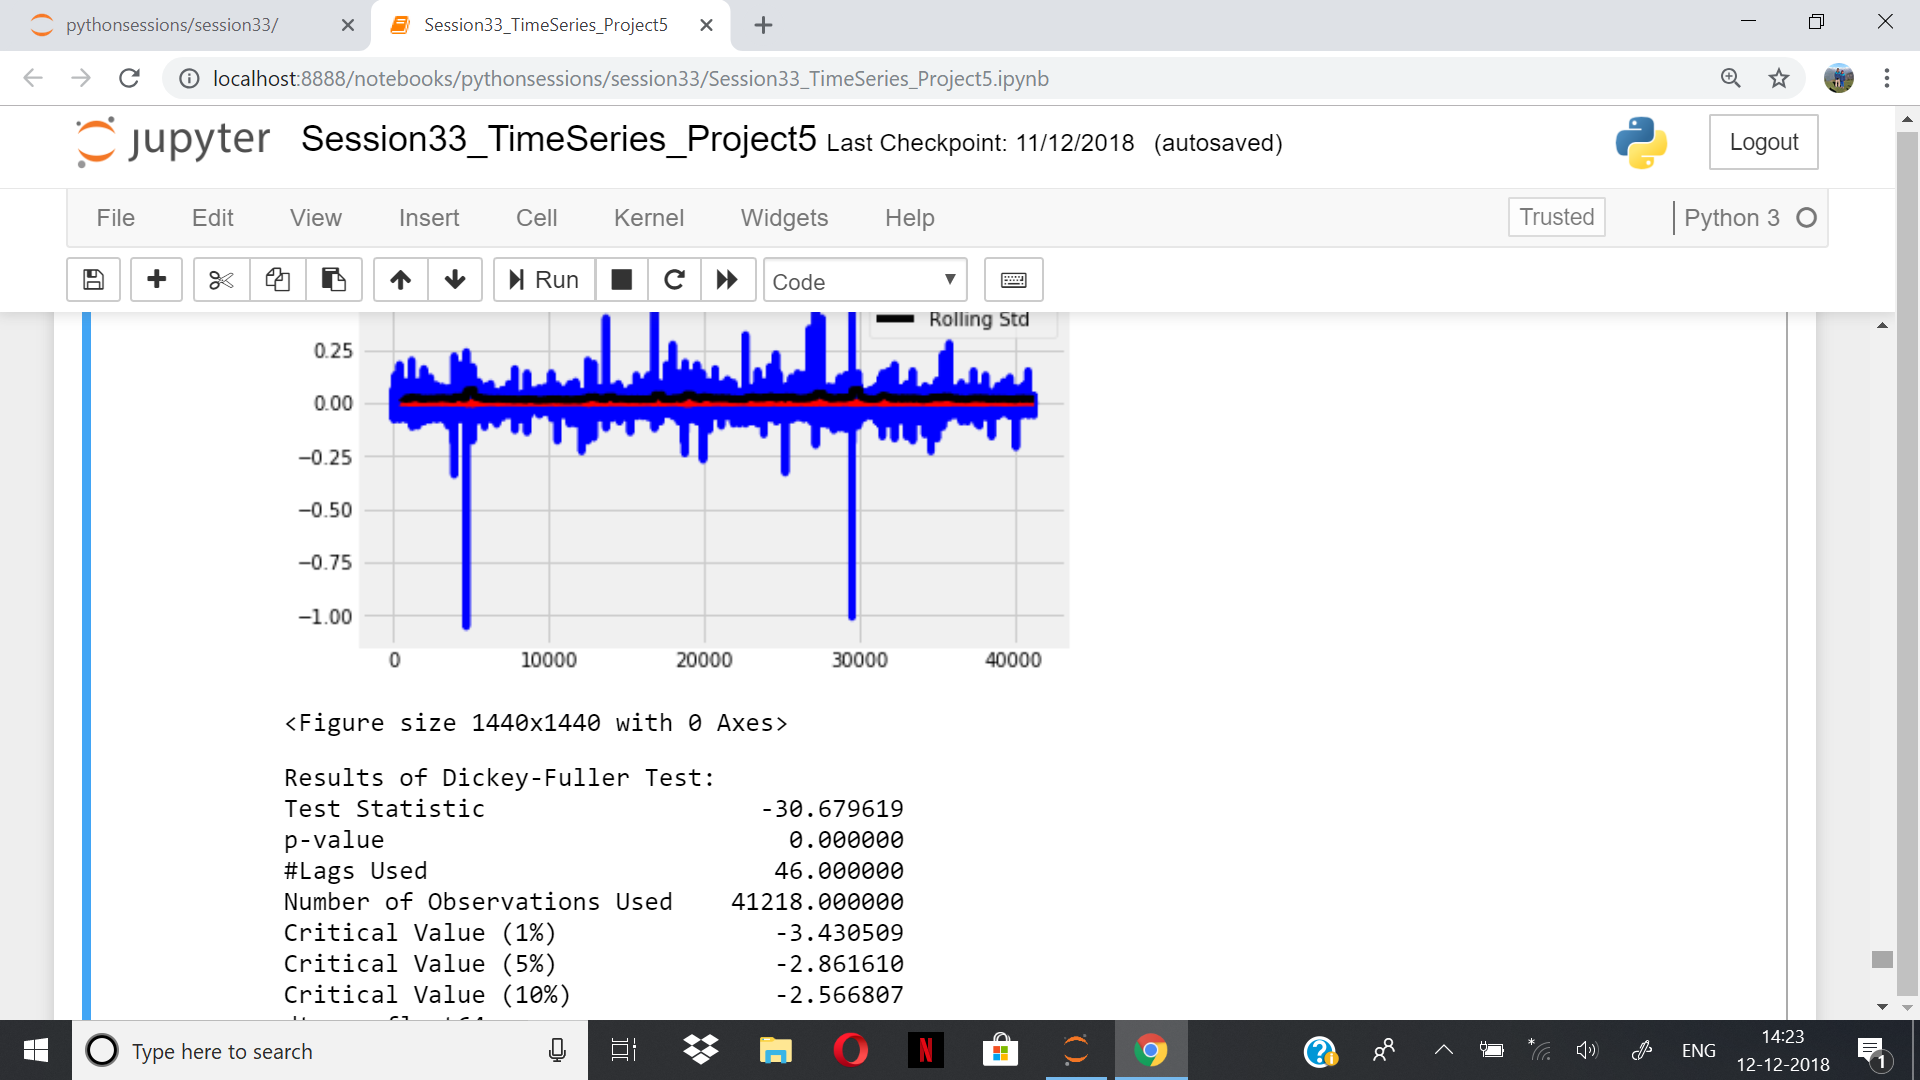 pythonsessions/session33/
Session33_TimeSeries_Project5
localhost:8888/notebooks/pythonsessions/session33/Session33_TimeSeries_Project5.ipynb
jupyter Session33_TimeSeries_Project5 Last Checkpoint: 11/12/2018 (autosaved)
Logout
File Edit View Insert Cell Kernel Widgets Help
Trusted
Python 3
Run
Code
Rolling Std
0.25
0.00
−0.25
−0.50
−0.75
−1.00
0 10000 20000 30000 40000
<Figure size 1440x1440 with 0 Axes>
Results of Dickey-Fuller Test:
Test Statistic -30.679619
p-value 0.000000
#Lags Used 46.000000
Number of Observations Used 41218.000000
Critical Value (1%) -3.430509
Critical Value (5%) -2.861610
Critical Value (10%) -2.566807
Type here to search
N
ENG
14:23
12-12-2018
1